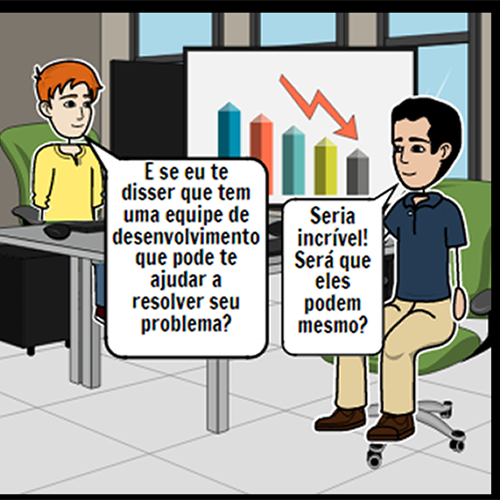 E se eu te
disser que tem
uma equipe de
desenvolvimento
que pode te
ajudar a
resolver seu
problema?
Seria
incrível!
Será que
eles
podem
mesmo?